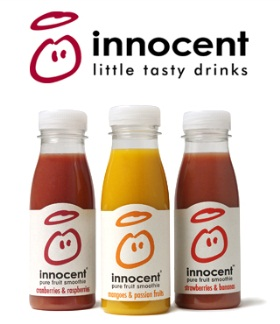 innocent
little tasty drinks
innocent
pure fruit smoothie
cranberries & raspberries
innocent
pure fruit smoothie
mangoes & passion fruits
innocent
pure fruit smoothie
cranberries & bananas